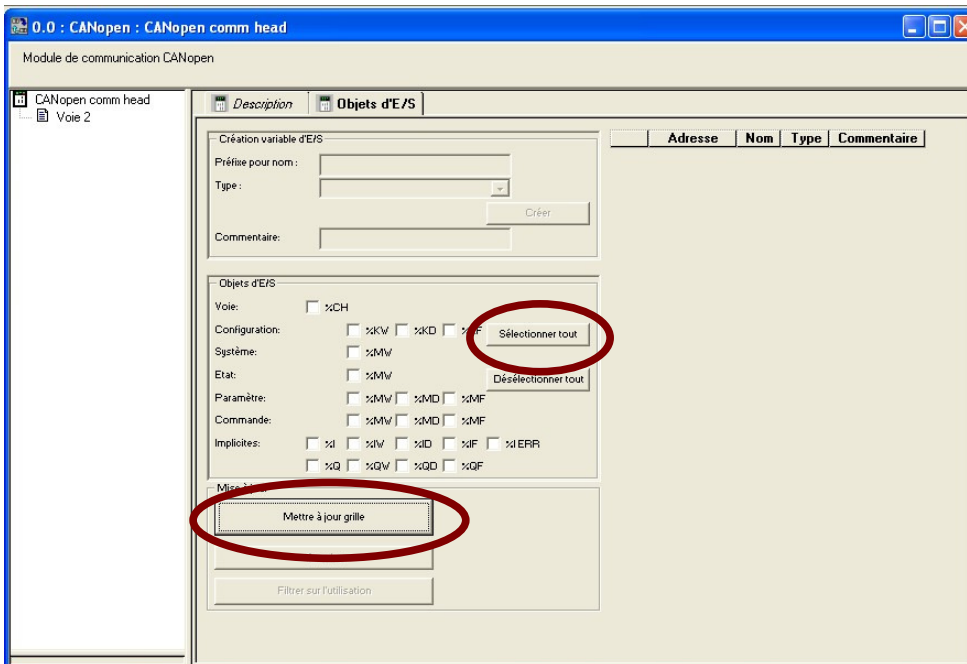 0.0 : CANopen : CANopen comm head
Module de communication CANopen
CANopen comm head
Voie 2
Description
Objets d'E/S
Création variable d'E/S
Préfixe pour nom :
Type :
Créer
Commentaire:
Adresse Nom Type Commentaire
Objets d'E/S
Voie: %CH
Configuration: %KW %KD Sélectionner tout
Système: %MW
Etat: %MW Désélectionner tout
Paramètre: %MW %MD %MF
Commande: %MW %MD %MF
Implicites: %I %IW %ID %IF %IERR
%Q %QW %QD %QF
Mise à jour
Mettre à jour grille
Filtrer sur l'utilisation